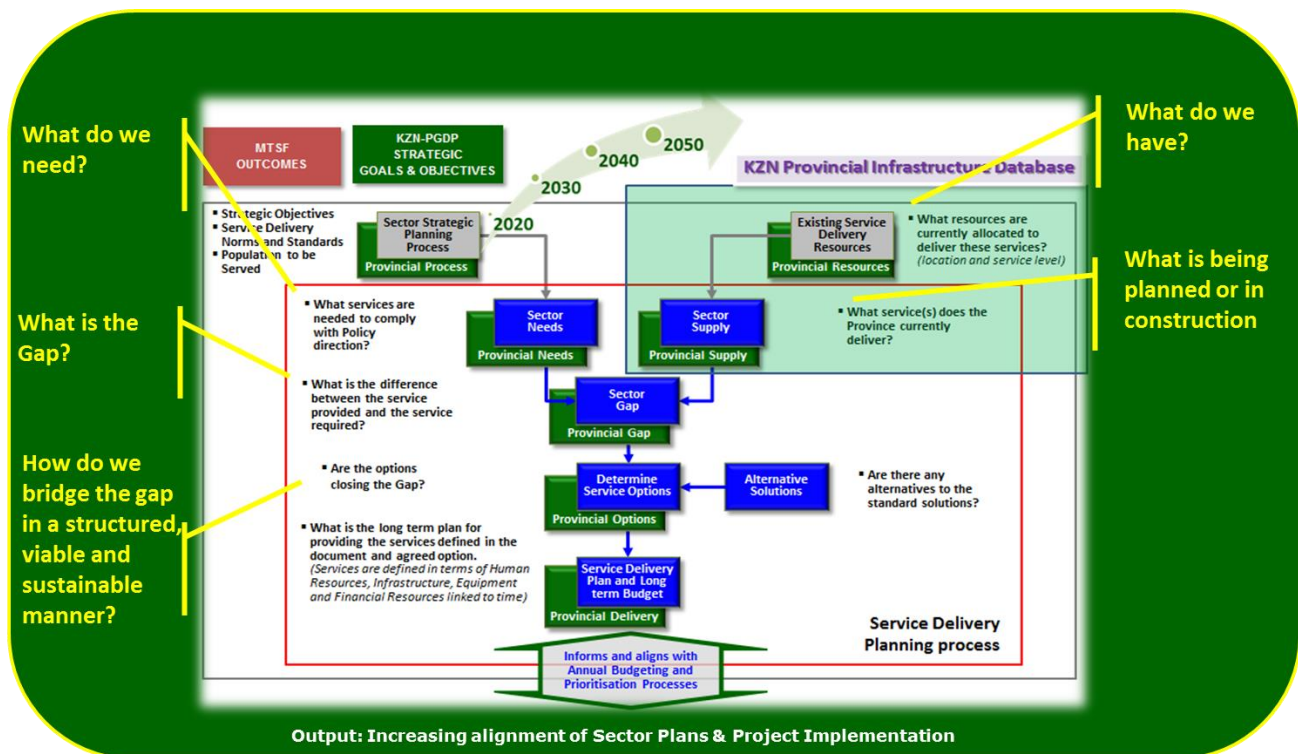 What do we
need?
What is the
Gap?
How do we
bridge the gap
in a structured,
viable and
sustainable
manner?
MTSF
OUTCOMES
KZN-PGDP
STRATEGIC
GOALS & OBJECTIVES
2020
2030
2040
2050
KZN Provincial Infrastructure Database
What do we
have?
What is being
planned or in
construction
▪ Strategic Objectives
▪ Service Delivery
Norms and Standards
▪ Population to be
Served
Sector Strategic
Planning
Process
Provincial Process
Existing Service
Delivery
Resources
Provincial Resources
▪ What resources are
currently allocated to
deliver these services?
(location and service level)
▪ What services are
needed to comply
with Policy
direction?
Sector
Needs
Provincial Needs
Sector
Supply
Provincial Supply
▪ What service(s) does the
Province currently
deliver?
▪ What is the difference
between the service
provided and the service
required?
Sector
Gap
Provincial Gap
▪ Are the options
closing the Gap?
Determine
Service Options
Provincial Options
Alternative
Solutions
▪ Are there any
alternatives to the
standard solutions?
▪ What is the long term plan for
providing the services defined in the
document and agreed option.
(Services are defined in terms of Human
Resources, Infrastructure, Equipment
and Financial Resources linked to time)
Service Delivery
Plan and Long
term Budget
Provincial Delivery
Service Delivery
Planning process
Informs and aligns with
Annual Budgeting and
Prioritisation Processes
Output: Increasing alignment of Sector Plans & Project Implementation